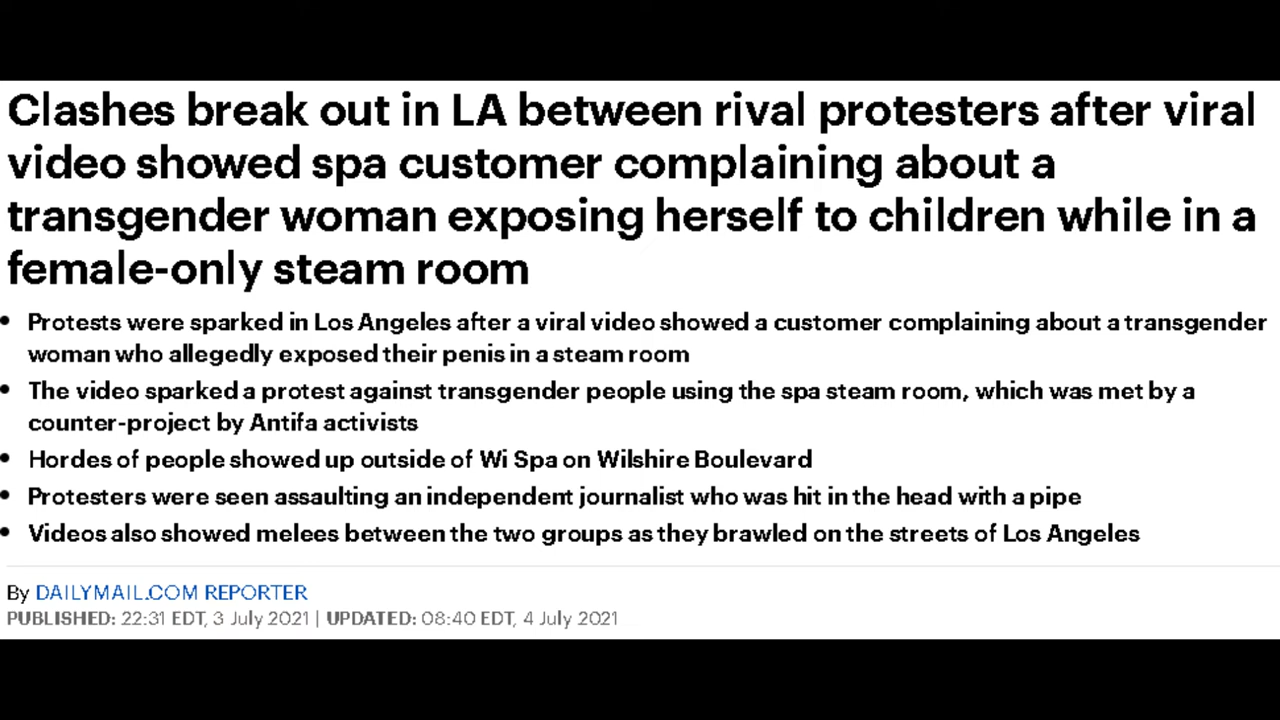 Clashes break out in LA between rival protesters after viral
video showed spa customer complaining about a
transgender woman exposing herself to children while in a
female-only steam room
• Protests were sparked in Los Angeles after a viral video showed a customer complaining about a transgender
woman who allegedly exposed their penis in a steam room
• The video sparked a protest against transgender people using the spa steam room, which was met by a
counter-project by Antifa activists
• Hordes of people showed up outside of Wi Spa on Wilshire Boulevard
• Protesters were seen assaulting an independent journalist who was hit in the head with a pipe
• Videos also showed melees between the two groups as they brawled on the streets of Los Angeles
By DAILYMAIL.COM REPORTER
PUBLISHED: 22:31 EDT, 3 July 2021 | UPDATED: 08:40 EDT, 4 July 2021